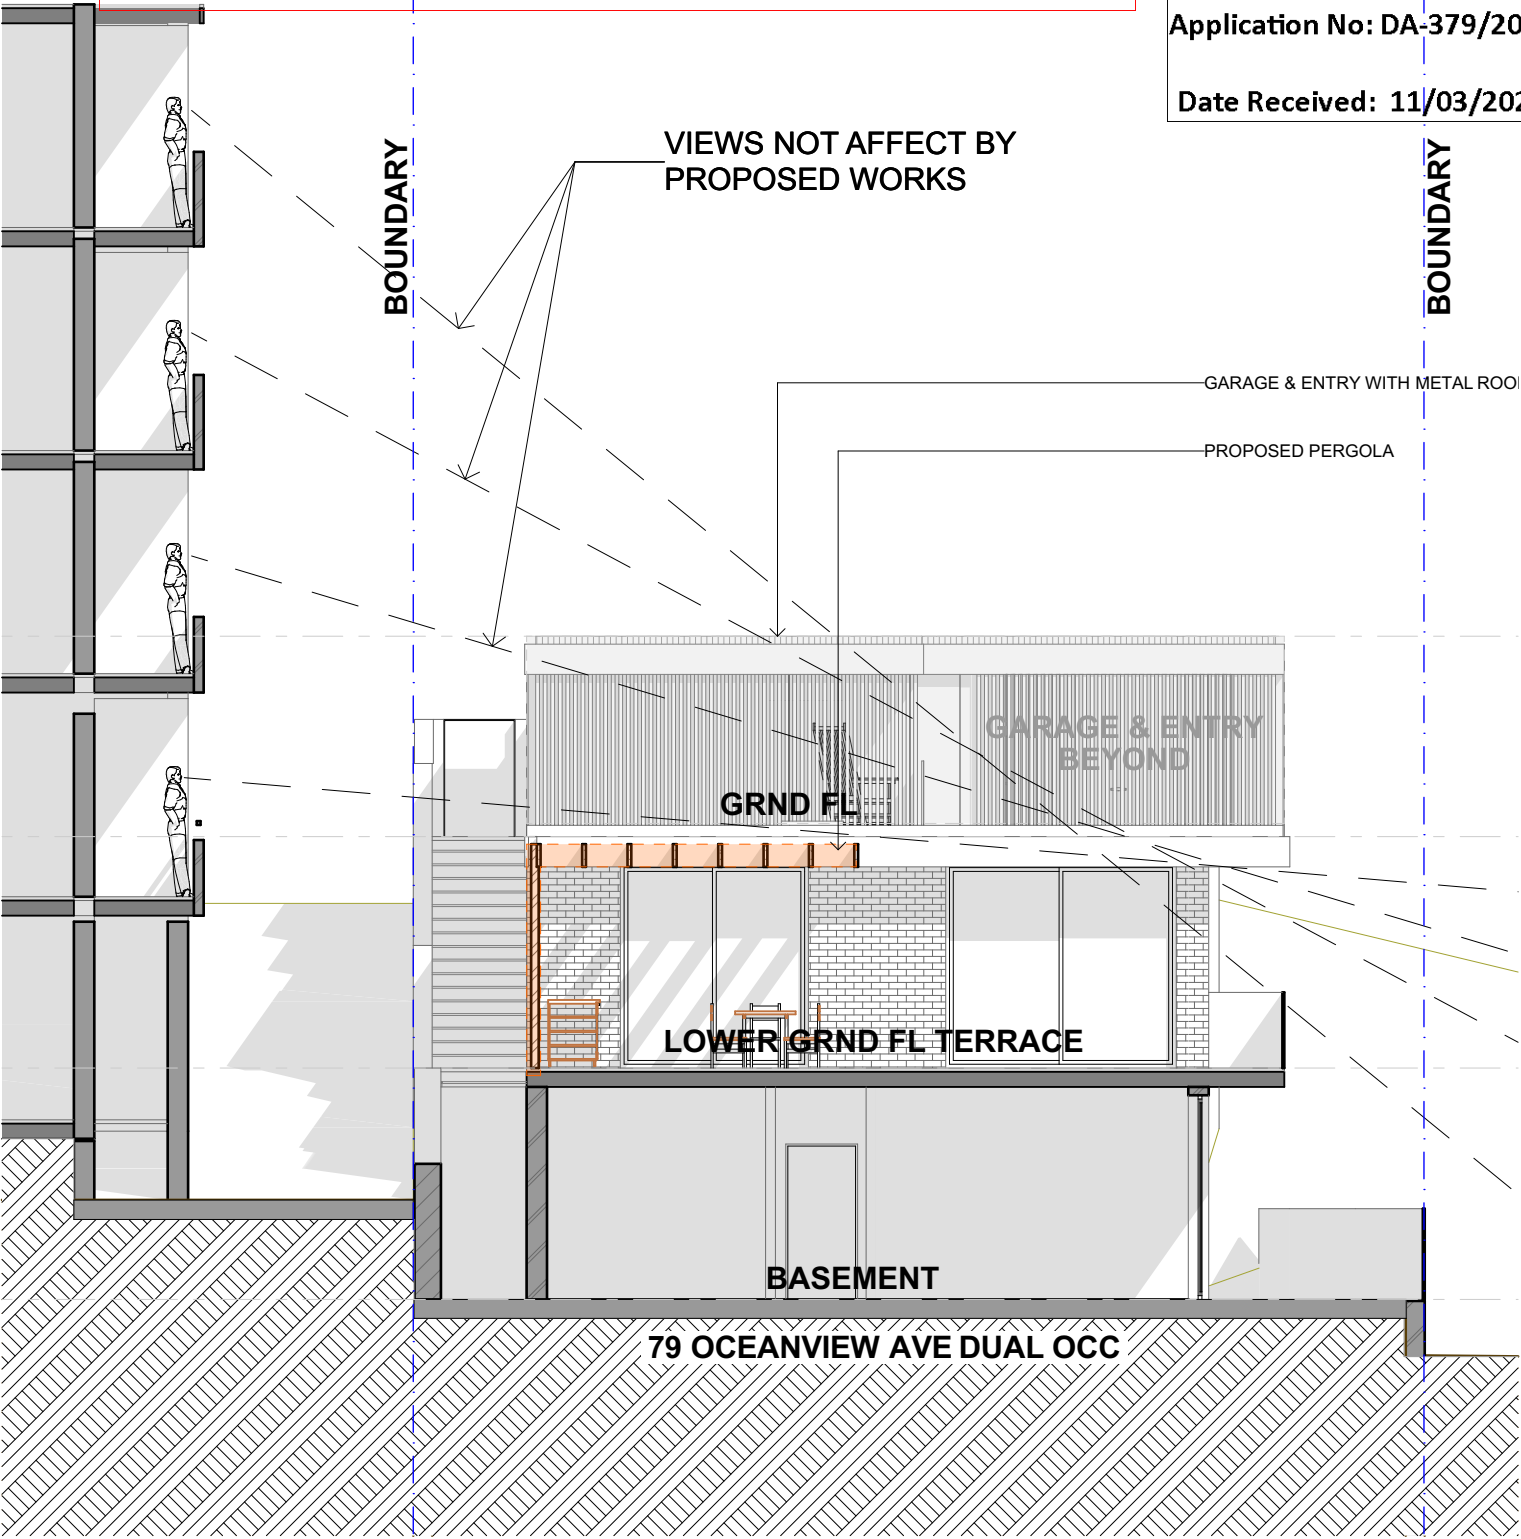 Application No: DA-379/20
Date Received: 11/03/202
VIEWS NOT AFFECT BY
PROPOSED WORKS
BOUNDARY
BOUNDARY
GARAGE & ENTRY WITH METAL ROO
PROPOSED PERGOLA
GARAGE & ENTRY
BEYOND
GRND FL
LOWER GRND FL TERRACE
BASEMENT
79 OCEANVIEW AVE DUAL OCC